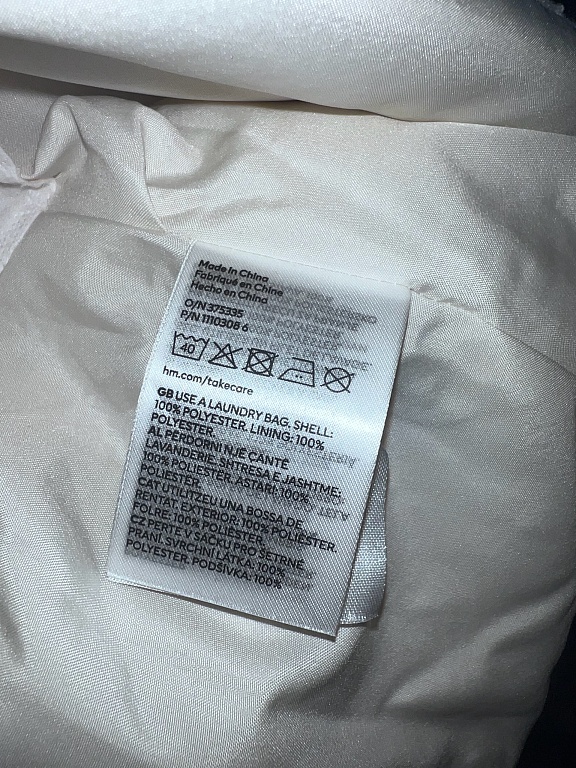 Made in China
Fabriqué en Chine
Hecho en China
O/N 375335
P/N 1110308 6
40
hm.com/takecare
GB USE A LAUNDRY BAG. SHELL:
100% POLYESTER. LINING: 100%
POLYESTER.
AL PËRDORNI NJË ÇANTË
LAVANDERIE. SHTRESA E JASHTME:
100% POLIESTER. ASTARI: 100%
POLIESTER.
CAT UTILITZEU UNA BOSSA DE
RENTAT. EXTERIOR: 100% POLIÈSTER.
FOLRE: 100% POLIÈSTER.
CZ PERTE V SÁČKU PRO ŠETRNÉ
PRANÍ. SVRCHNÍ LÁTKA: 100%
POLYESTER. PODŠÍVKA: 100%